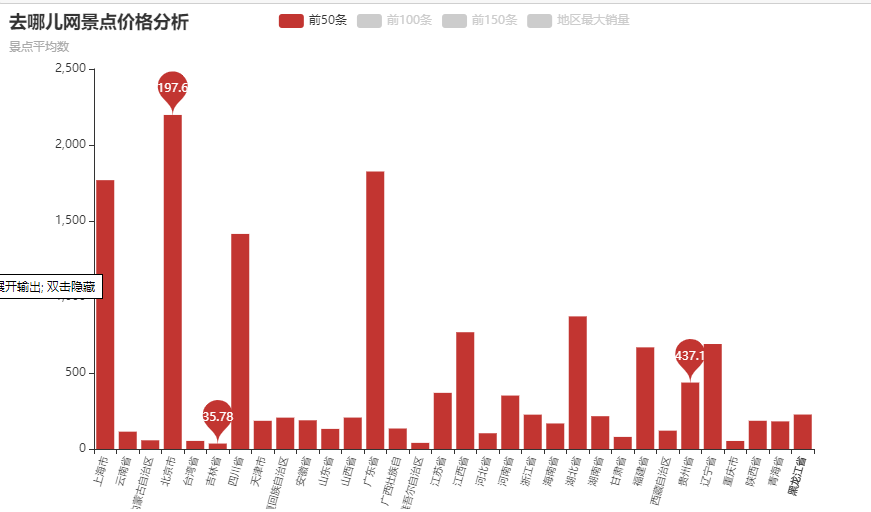 去哪儿网景点价格分析
前50条
前100条
前150条
地区最大销量
景点平均数
2,500
2,000
1,500
500
0
197.6
35.78
437.1
展开输出; 双击隐藏
上海市
云南省
内蒙古自治区
北京市
台湾省
吉林省
四川省
天津市
回族自治区
安徽省
山东省
山西省
广东省
广西壮族自
吾尔自治区
江苏省
江西省
河北省
河南省
浙江省
海南省
湖北省
湖南省
甘肃省
福建省
西藏自治区
贵州省
辽宁省
重庆市
陕西省
青海省
黑龙江省